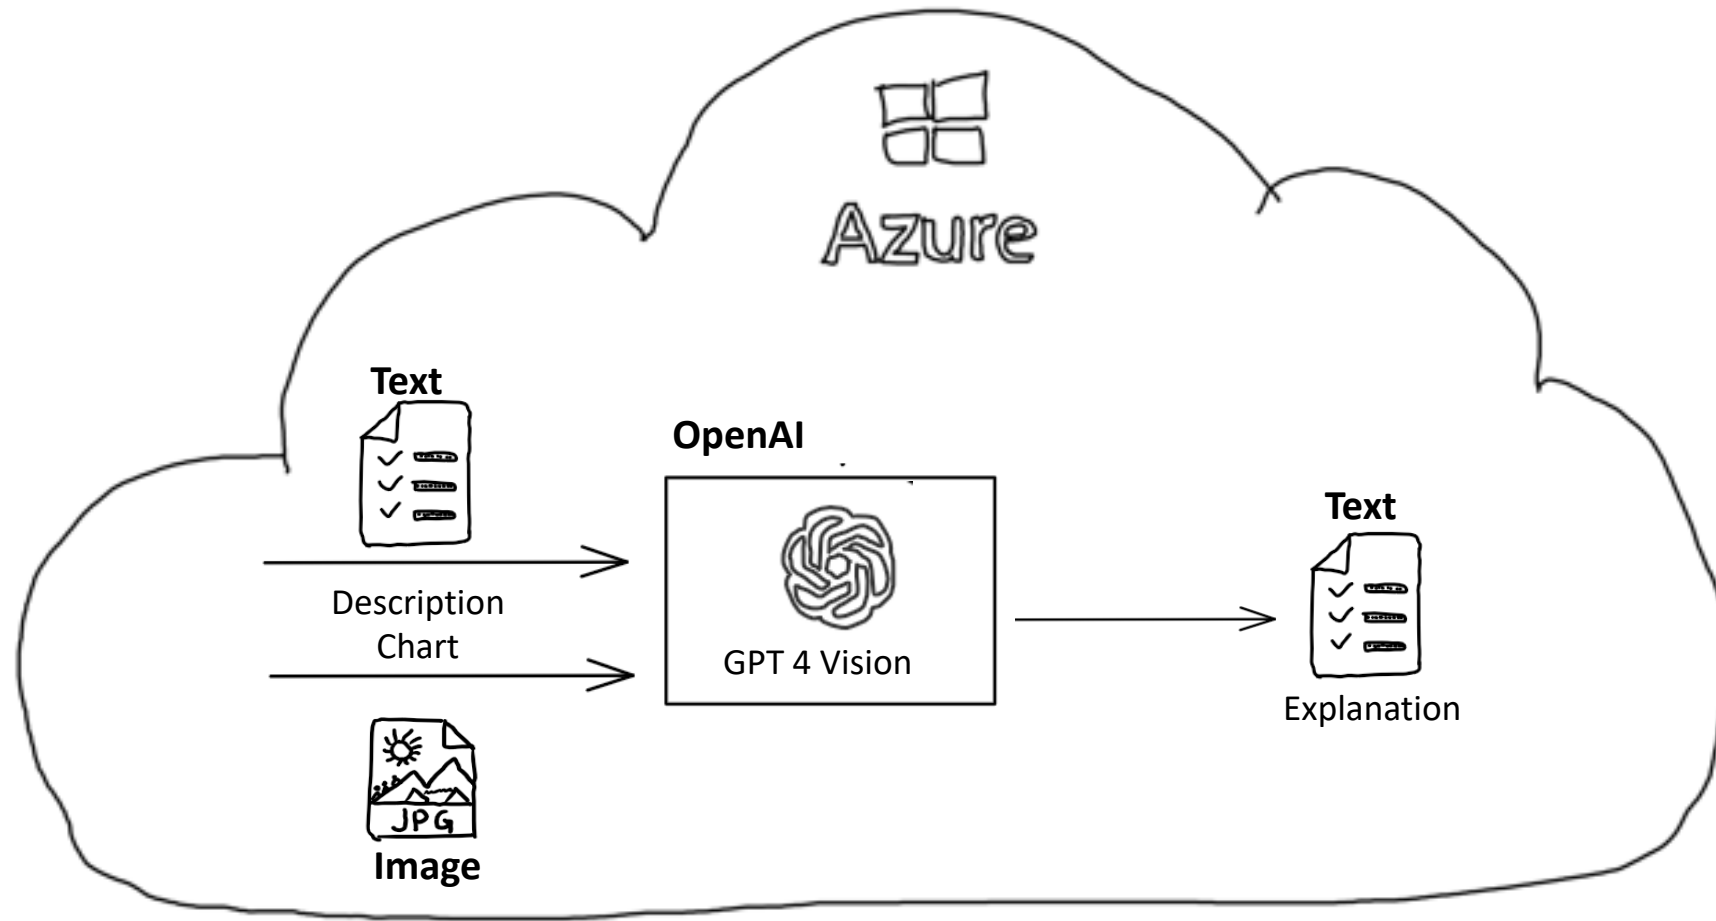 Azure
Text
OpenAI
Description
Chart
GPT 4 Vision
JPG
Image
Text
Explanation